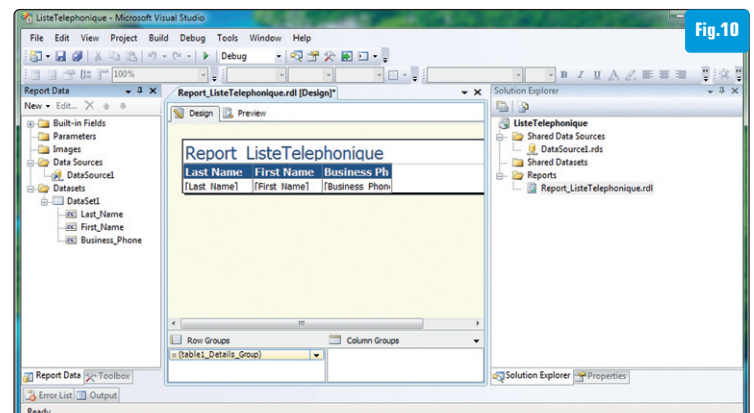 ListeTelephonique - Microsoft Visual Studio
Fig.10
File Edit View Project Build Debug Tools Window Help
Debug
100%
B I U A
Report Data
New Edit...
Built-in Fields
Parameters
Images
Data Sources
DataSource1
Datasets
DataSet1
Last_Name
First_Name
Business_Phone
Report Data Toolbox
Report_ListeTelephonique.rdl [Design]*
Design Preview
Report_ListeTelephonique
Last Name First Name Business Ph
[Last Name] [First Name] [Business Phon
Row Groups Column Groups
(table1_Details_Group)
Solution Explorer
ListeTelephonique
Shared Data Sources
DataSource1.rds
Shared Datasets
Reports
Report_ListeTelephonique.rdl
Solution Explorer Properties
Error List Output
Ready